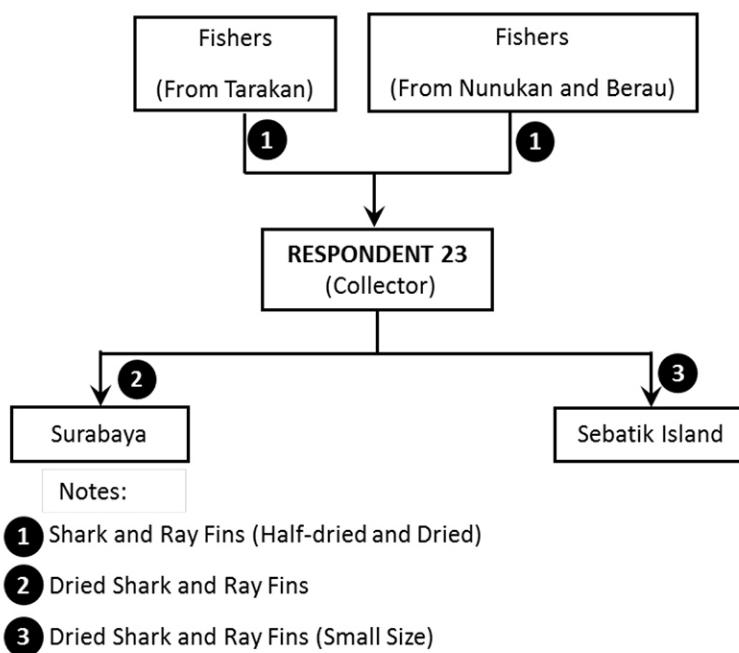 Fishers
(From Tarakan)
Fishers
(From Nunukan and Berau)
1
1
RESPONDENT 23
(Collector)
2
3
Surabaya
Sebatik Island
Notes:
1 Shark and Ray Fins (Half-dried and Dried)
2 Dried Shark and Ray Fins
3 Dried Shark and Ray Fins (Small Size)